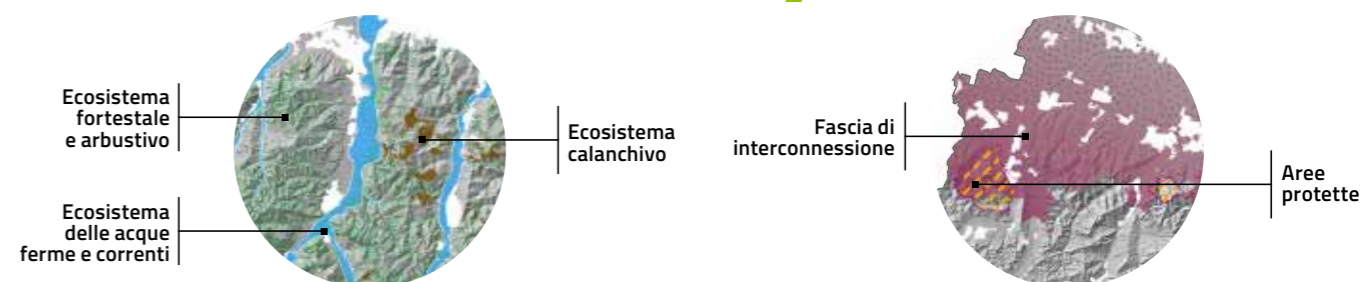 Ecosistema
fortestale
e arbustivo
Ecosistema
delle acque
ferme e correnti
Ecosistema
calanchivo
Fascia di
interconnessione
Aree
protette